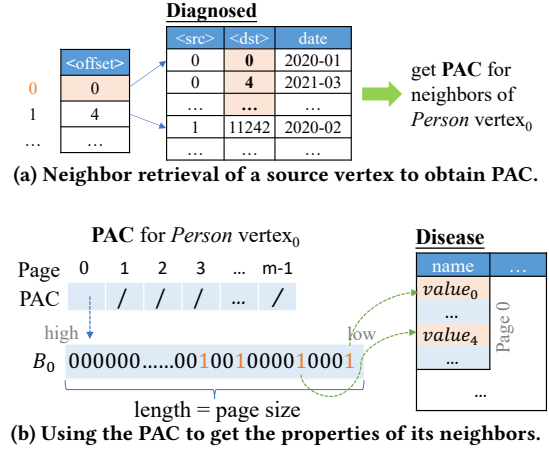 Diagnosed
<offset>
0 0
1 4
... ...
<src> <dst> date
0 0 2020-01
0 4 2021-03
... ... ...
1 11242 2020-02
... ... ...
get PAC for
neighbors of
Person vertex₀
(a) Neighbor retrieval of a source vertex to obtain PAC.
PAC for Person vertex₀
Page 0 1 2 3 ... m-1
PAC / / / ... /
high low
B₀ 000000......001001000010001
length = page size
Disease
name ...
value₀
...
value₄
...
Page 0
...
(b) Using the PAC to get the properties of its neighbors.